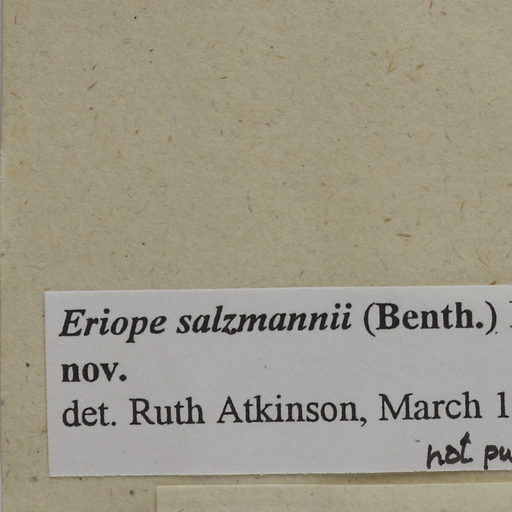 Eriope salzmannii (Benth.)
nov.
det. Ruth Atkinson, March 1
not pu